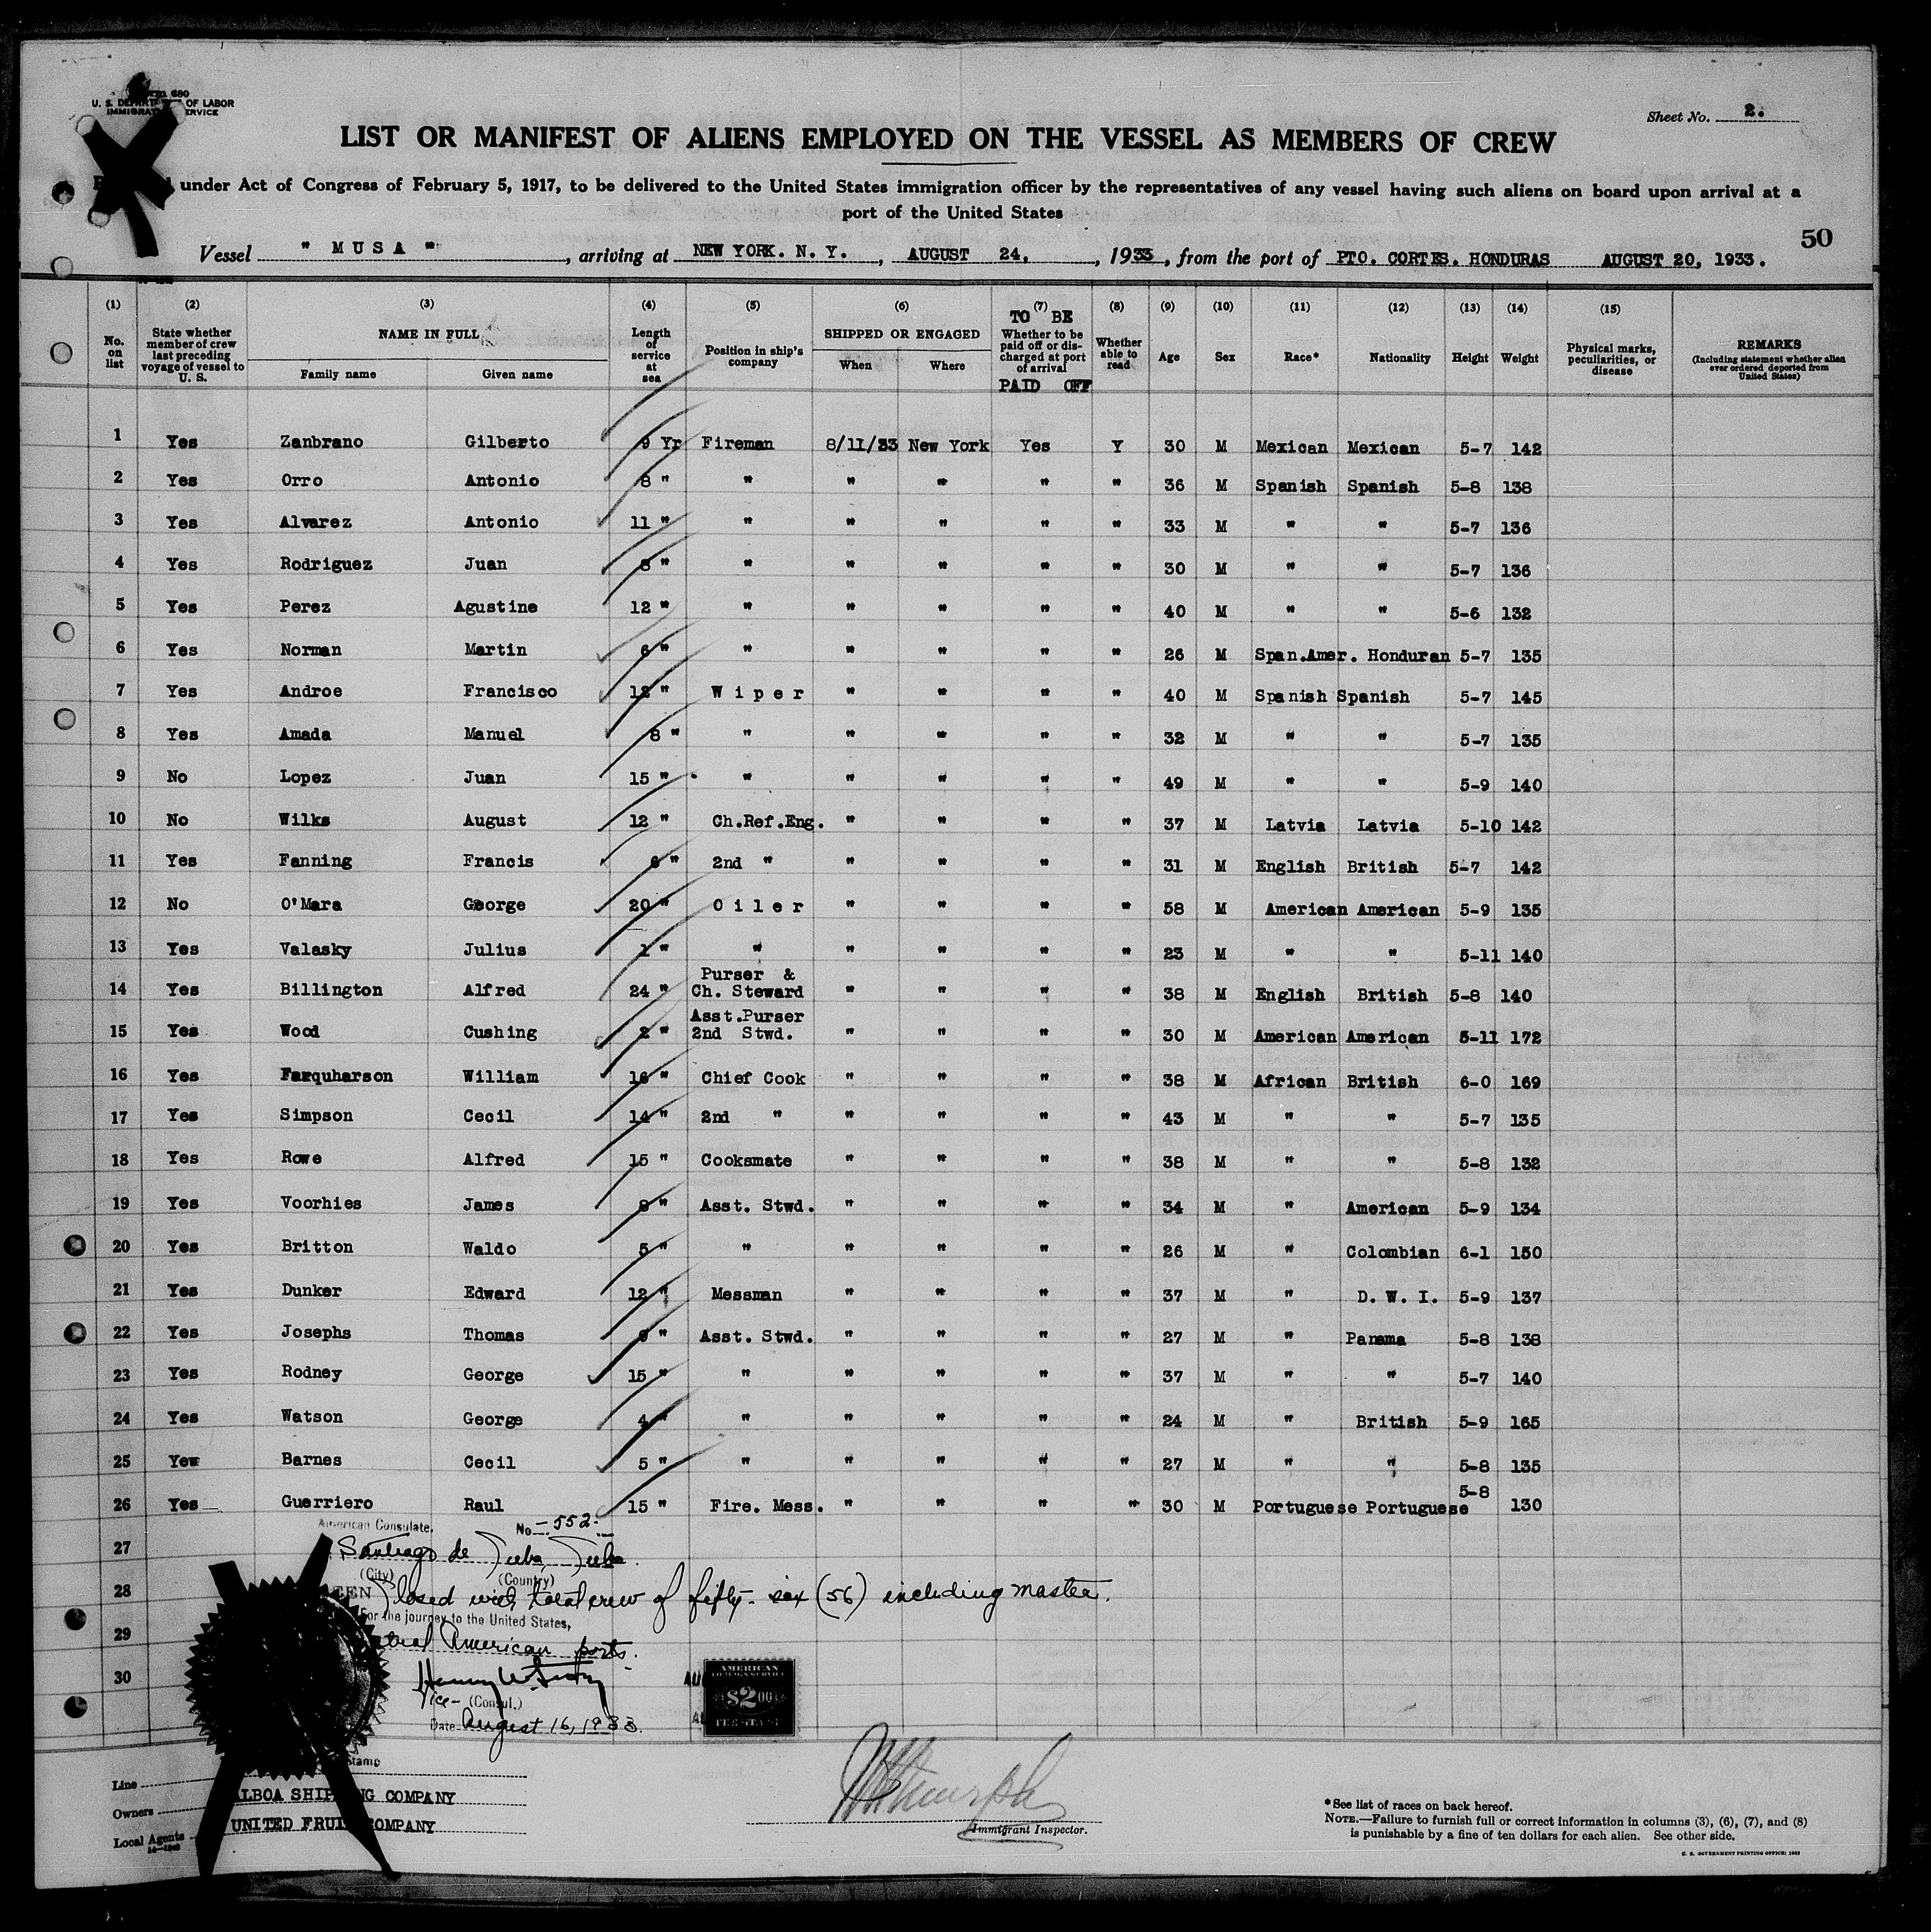 Form 680
U. S. DEPARTMENT OF LABOR
IMMIGRATION SERVICE
Sheet No. 2.
LIST OR MANIFEST OF ALIENS EMPLOYED ON THE VESSEL AS MEMBERS OF CREW
under Act of Congress of February 5, 1917, to be delivered to the United States immigration officer by the representatives of any vessel having such aliens on board upon arrival at a
port of the United States
50
Vessel " M U S A ", arriving at NEW YORK. N. Y., AUGUST 24, 1933, from the port of PTO. CORTES. HONDURAS AUGUST 20, 1933.
(1) (2) (3) (4) (5) (6) (7) (8) (9) (10) (11) (12) (13) (14) (15)
No. on list
State whether member of crew last preceding voyage of vessel to U. S.
NAME IN FULL
Family name Given name
Length of service at sea
Position in ship's company
SHIPPED OR ENGAGED
When Where
TO BE
Whether to be paid off or discharged at port of arrival
PAID OFF
Whether able to read
Age Sex Race* Nationality Height Weight
Physical marks, peculiarities, or disease
REMARKS
(Including statement whether alien ever ordered deported from United States)
1 Yes Zanbrano Gilberto 9 Yr Fireman 8/11/33 New York Yes Y 30 M Mexican Mexican 5-7 142
2 Yes Orro Antonio 8 " " " " " " 36 M Spanish Spanish 5-8 138
3 Yes Alvarez Antonio 11 " " " " " " 33 M " " 5-7 136
4 Yes Rodriguez Juan 8 " " " " " " 30 M " " 5-7 136
5 Yes Perez Agustine 12 " " " " " " 40 M " " 5-6 132
6 Yes Norman Martin 6 " " " " " " 26 M Span.Amer. Honduran 5-7 135
7 Yes Androe Francisco 12 " W i p e r " " " " 40 M Spanish Spanish 5-7 145
8 Yes Amada Manuel 8 " " " " " " 32 M " " 5-7 135
9 No Lopez Juan 15 " " " " " " 49 M " " 5-9 140
10 No Wilks August 12 " Ch.Ref.Eng. " " " " 37 M Latvia Latvia 5-10 142
11 Yes Fanning Francis 6 " 2nd " " " " " 31 M English British 5-7 142
12 No O'Mara George 20 " O i l e r " " " " 58 M American American 5-9 135
13 Yes Valasky Julius 1 " " " " " " 23 M " " 5-11 140
14 Yes Billington Alfred 24 " Purser & Ch. Steward " " " " 38 M English British 5-8 140
15 Yes Wood Cushing 2 " Asst.Purser 2nd Stwd. " " " " 30 M American American 5-11 172
16 Yes Farquharson William 16 " Chief Cook " " " " 38 M African British 6-0 169
17 Yes Simpson Cecil 14 " 2nd " " " " " 43 M " " 5-7 135
18 Yes Rowe Alfred 15 " Cooksmate " " " " 38 M " " 5-8 132
19 Yes Voorhies James 8 " Asst. Stwd. " " " " 34 M " American 5-9 134
20 Yes Britton Waldo 5 " " " " " " 26 M " Colombian 6-1 150
21 Yes Dunker Edward 12 " Messman " " " " 37 M " D. W. I. 5-9 137
22 Yes Josephs Thomas 9 " Asst. Stwd. " " " " 27 M " Panama 5-8 138
23 Yes Rodney George 15 " " " " " " 37 M " " 5-7 140
24 Yes Watson George 4 " " " " " " 24 M " British 5-9 165
25 Yew Barnes Cecil 5 " " " " " " 27 M " " 5-8 135
26 Yes Guerriero Raul 15 " Fire. Mess. " " " " 30 M Portuguese Portuguese 5-8 130
American Consulate, No -552-
27 Santiago de Cuba, Cuba.
(City) (Country)
28 Closed with total crew of fifty-six (56) including master.
For the journey to the United States,
29 American ports.
30
Vice- (Consul.)
Date August 16, 1933.
AMERICAN
FOREIGN SERVICE
$2 00
FEE STAMP
Stamp
Line
Owners ALBOA SHIPPING COMPANY
Local Agents UNITED FRUIT COMPANY
14-1240
Immigrant Inspector.
* See list of races on back hereof.
NOTE.—Failure to furnish full or correct information in columns (3), (6), (7), and (8)
is punishable by a fine of ten dollars for each alien. See other side.
U. S. GOVERNMENT PRINTING OFFICE: 1932